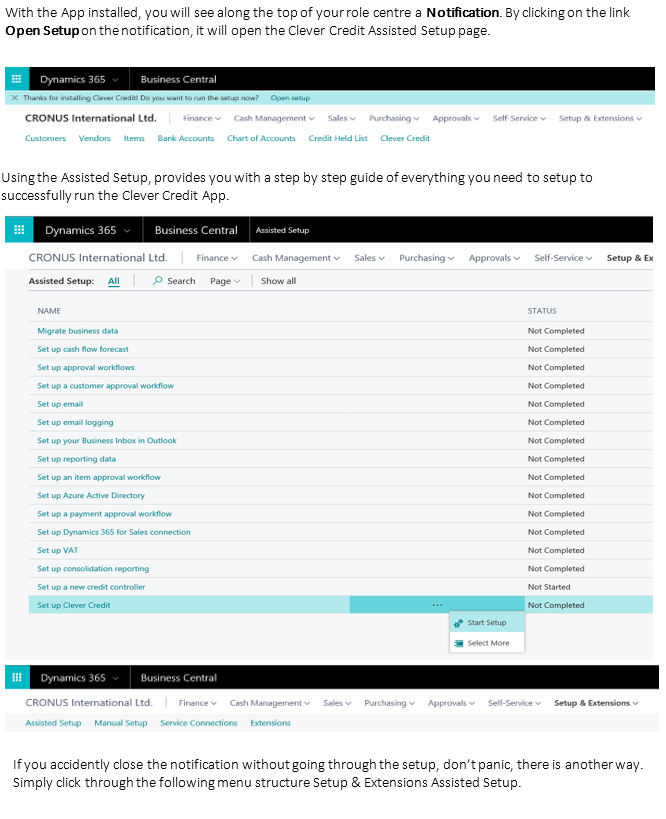 With the App installed, you will see along the top of your role centre a Notification. By clicking on the link
Open Setup on the notification, it will open the Clever Credit Assisted Setup page.
Dynamics 365 Business Central
Thanks for installing Clever Credit! Do you want to run the setup now? Open setup
CRONUS International Ltd. Finance Cash Management Sales Purchasing Approvals Self-Service Setup & Extensions
Customers Vendors Items Bank Accounts Chart of Accounts Credit Held List Clever Credit
Using the Assisted Setup, provides you with a step by step guide of everything you need to setup to
successfully run the Clever Credit App.
Dynamics 365 Business Central Assisted Setup
CRONUS International Ltd. Finance Cash Management Sales Purchasing Approvals Self-Service Setup & Ex
Assisted Setup: All Search Page Show all
NAME STATUS
Migrate business data Not Completed
Set up cash flow forecast Not Completed
Set up approval workflows Not Completed
Set up a customer approval workflow Not Completed
Set up email Not Completed
Set up email logging Not Completed
Set up your Business Inbox in Outlook Not Completed
Set up reporting data Not Completed
Set up an item approval workflow Not Completed
Set up Azure Active Directory Not Completed
Set up a payment approval workflow Not Completed
Set up Dynamics 365 for Sales connection Not Completed
Set up VAT Not Completed
Set up consolidation reporting Not Completed
Set up a new credit controller Not Started
Set up Clever Credit ... Not Completed
Start Setup
Select More
Dynamics 365 Business Central
CRONUS International Ltd. Finance Cash Management Sales Purchasing Approvals Self-Service Setup & Extensions
Assisted Setup Manual Setup Service Connections Extensions
If you accidently close the notification without going through the setup, don't panic, there is another way.
Simply click through the following menu structure Setup & Extensions Assisted Setup.